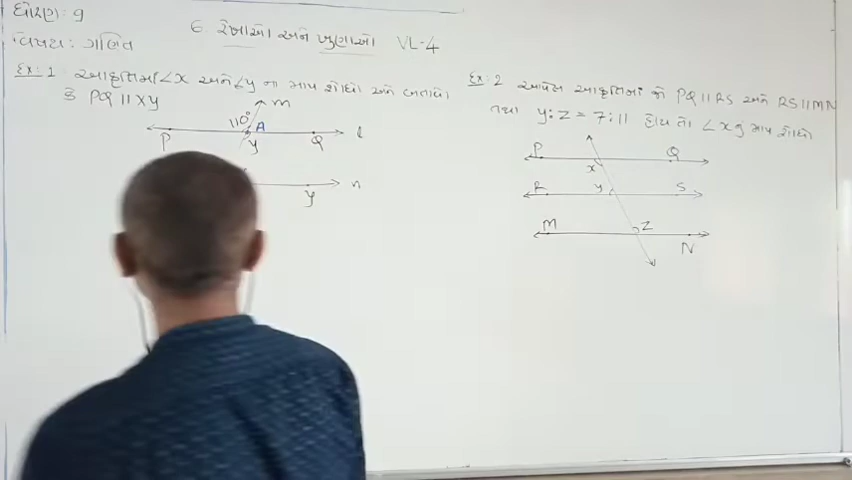 ધોરણ: 9
વિષય: ગણિત
6 રેખાઓ અને ખૂણાઓ VL-4
Ex: 1 આકૃતિમાં ∠x અને ∠y ના માપ શોધો અને બતાવો
કે PQ || XY
m
110°
A
l
P
y
Q
n
y
Ex: 2 આપેલ આકૃતિમાં જો PQ || RS અને RS || MN
તથા y:z = 7:11 હોય તો ∠x નું માપ શોધો
P
Q
x
R
y
S
M
z
N